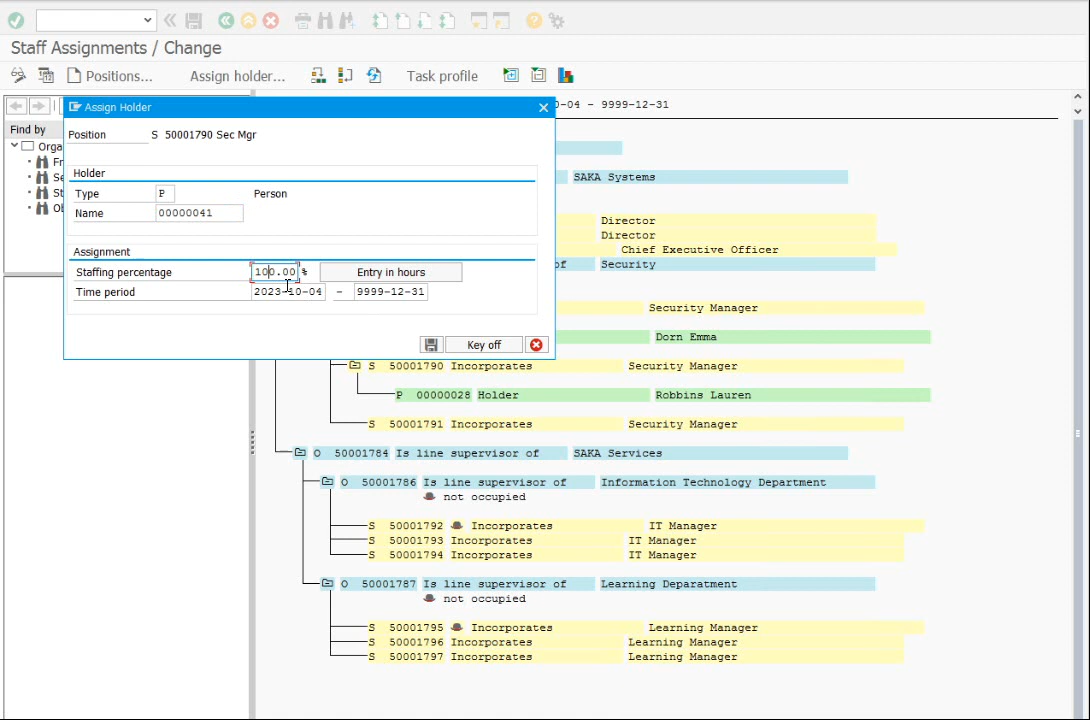 Staff Assignments / Change
Positions...
Assign holder...
Task profile
Find by
Assign Holder
Position
S 50001790 Sec Mgr
Holder
Type
P
Person
Name
00000041
Assignment
Staffing percentage
100.00 %
Entry in hours
Time period
2023-10-04 - 9999-12-31
Key off
-04 - 9999-12-31
SAKA Systems
Director
Director
Chief Executive Officer
of Security
Security Manager
Dorn Emma
S 50001790 Incorporates Security Manager
P 00000028 Holder Robbins Lauren
S 50001791 Incorporates Security Manager
O 50001784 Is line supervisor of SAKA Services
O 50001786 Is line supervisor of Information Technology Department
not occupied
S 50001792 Incorporates IT Manager
S 50001793 Incorporates IT Manager
S 50001794 Incorporates IT Manager
O 50001787 Is line supervisor of Learning Department
not occupied
S 50001795 Incorporates Learning Manager
S 50001796 Incorporates Learning Manager
S 50001797 Incorporates Learning Manager